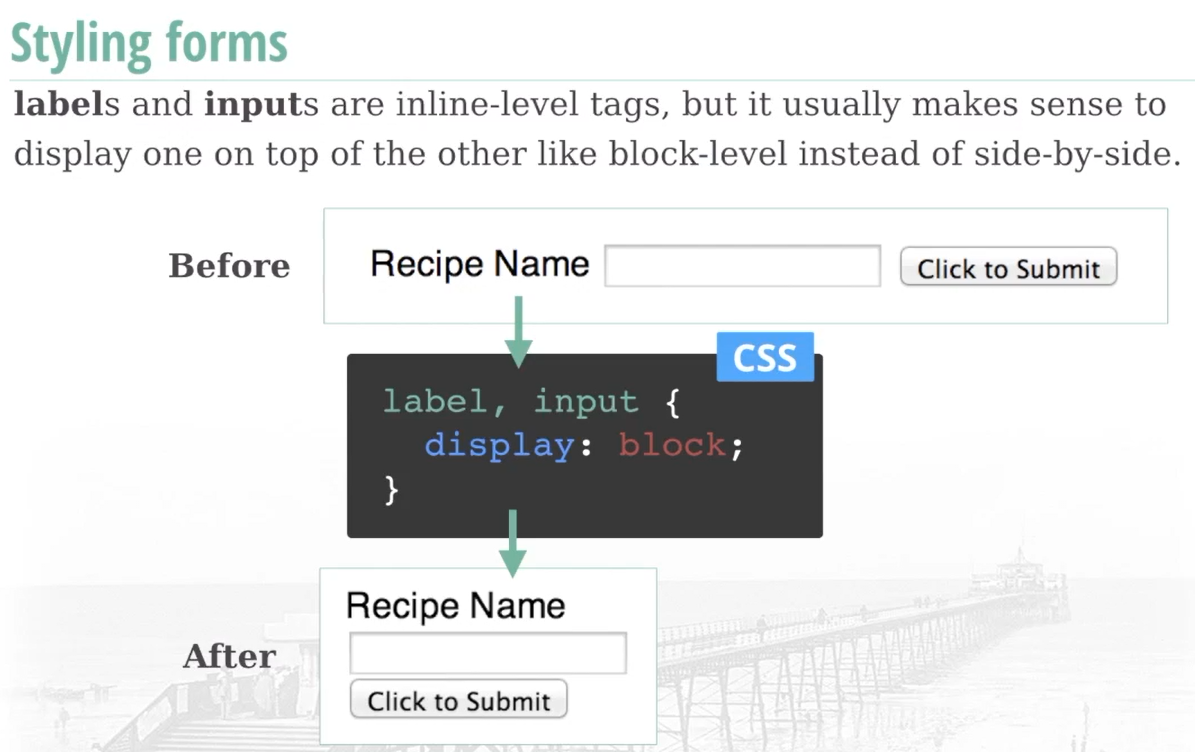 Styling forms
labels and inputs are inline-level tags, but it usually makes sense to
display one on top of the other like block-level instead of side-by-side.
Before
Recipe Name
Click to Submit
CSS
label, input {
display: block;
}
After
Recipe Name
Click to Submit